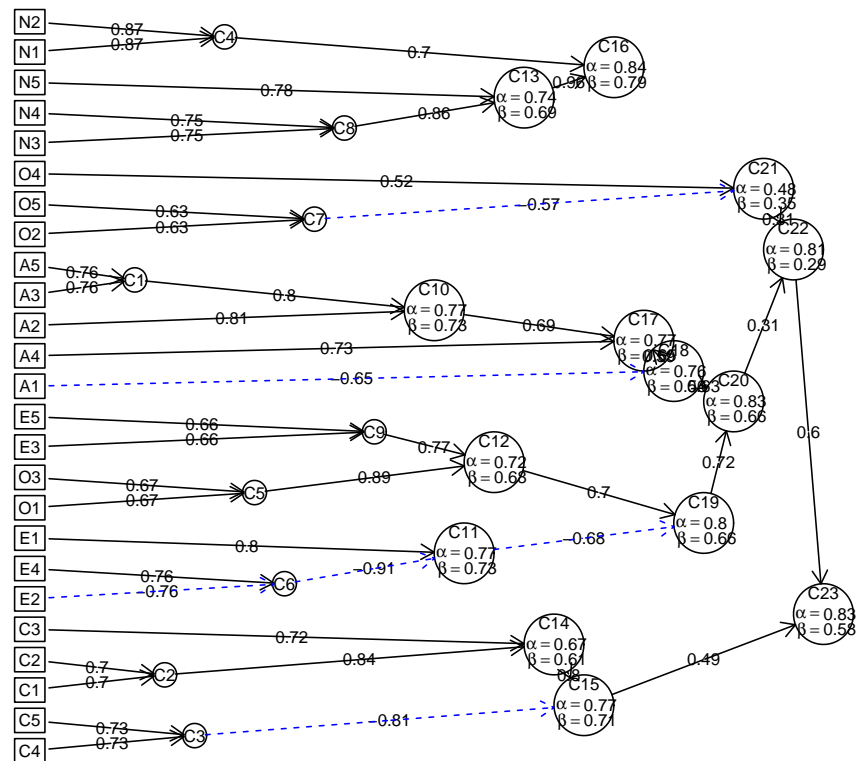 N2
0.87
N1
0.87
C4
0.7
C16
α = 0.84
β = 0.79
N5
0.78
C13
α = 0.74
β = 0.69
0.96
N4
0.75
N3
0.75
C8
0.86
O4
0.52
C21
α = 0.48
β = 0.35
O5
0.63
O2
0.63
C7
−0.57
0.31
C22
α = 0.81
β = 0.29
A5
0.76
A3
0.76
C1
0.8
A2
0.81
C10
α = 0.77
β = 0.73
0.69
A4
0.73
C17
α = 0.77
A1
−0.65
α = 0.76
C20
α = 0.83
β = 0.66
0.31
E5
0.66
E3
0.66
C9
0.77
C12
α = 0.72
β = 0.68
O3
0.67
O1
0.67
C5
0.89
0.7
0.72
0.6
C19
α = 0.8
β = 0.66
E1
0.8
C11
α = 0.77
β = 0.73
−0.68
E4
0.76
E2
−0.76
C6
−0.91
C23
α = 0.83
β = 0.58
C3
0.72
C14
α = 0.67
β = 0.61
C2
0.7
C1
0.7
C2
0.84
0.8
C15
α = 0.77
β = 0.71
0.49
C5
0.73
C4
0.73
C3
−0.81